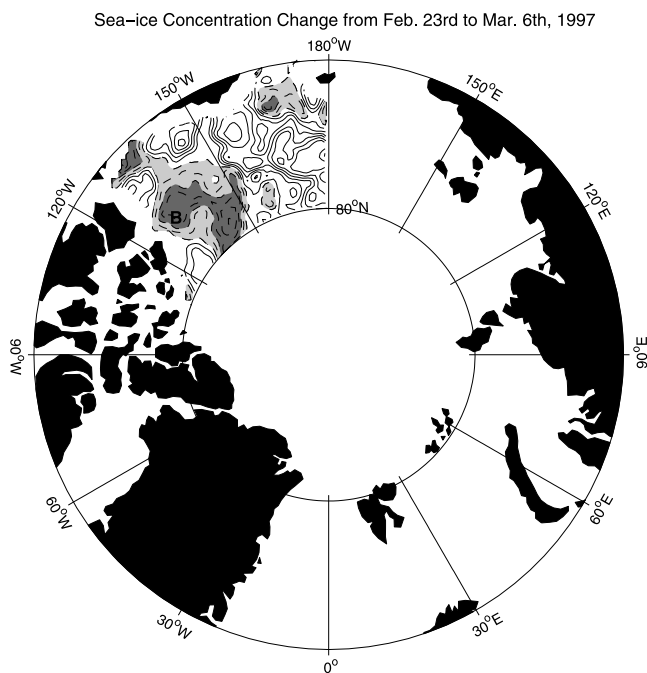 Sea−ice Concentration Change from Feb. 23rd to Mar. 6th, 1997
180°W
150°W
150°E
120°W
120°E
80°N
B
90°W
90°E
60°W
60°E
30°W
30°E
0°